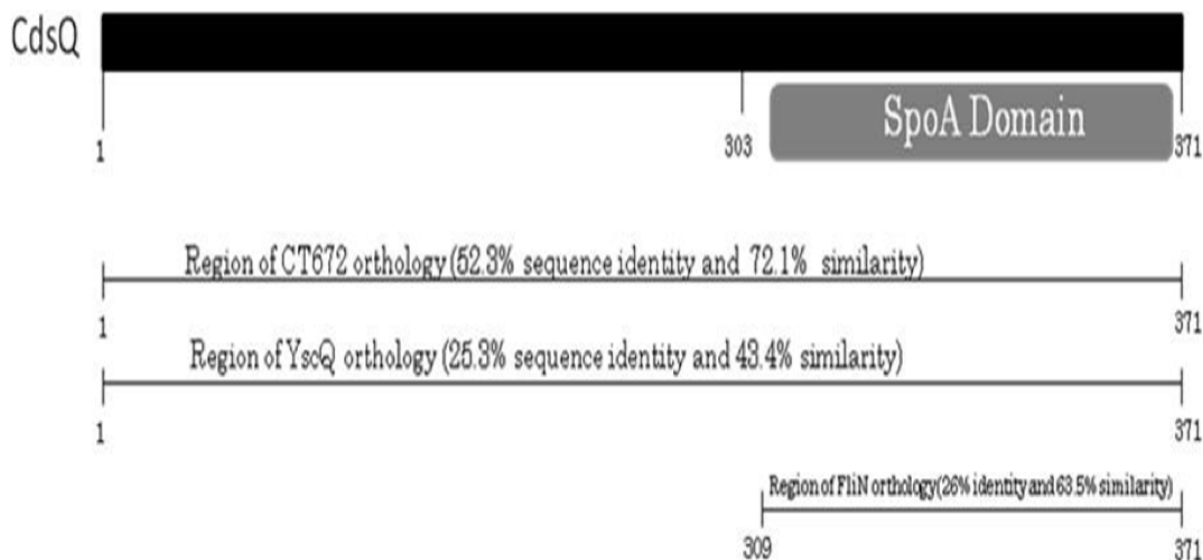 CdsQ
SpoA Domain
1 303 371
Region of CT672 orthology (52.3% sequence identity and 72.1% similarity)
1 371
Region of YscQ orthology (25.3% sequence identity and 43.4% similarity)
1 371
Region of FliN orthology(26% identity and 63.5% similarity)
309 371